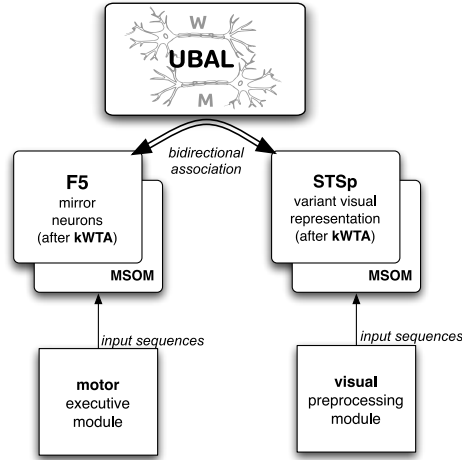 W
UBAL
M
bidirectional
association
F5
mirror
neurons
(after kWTA)
MSOM
STSp
variant visual
representation
(after kWTA)
MSOM
input sequences
input sequences
motor
executive
module
visual
preprocessing
module